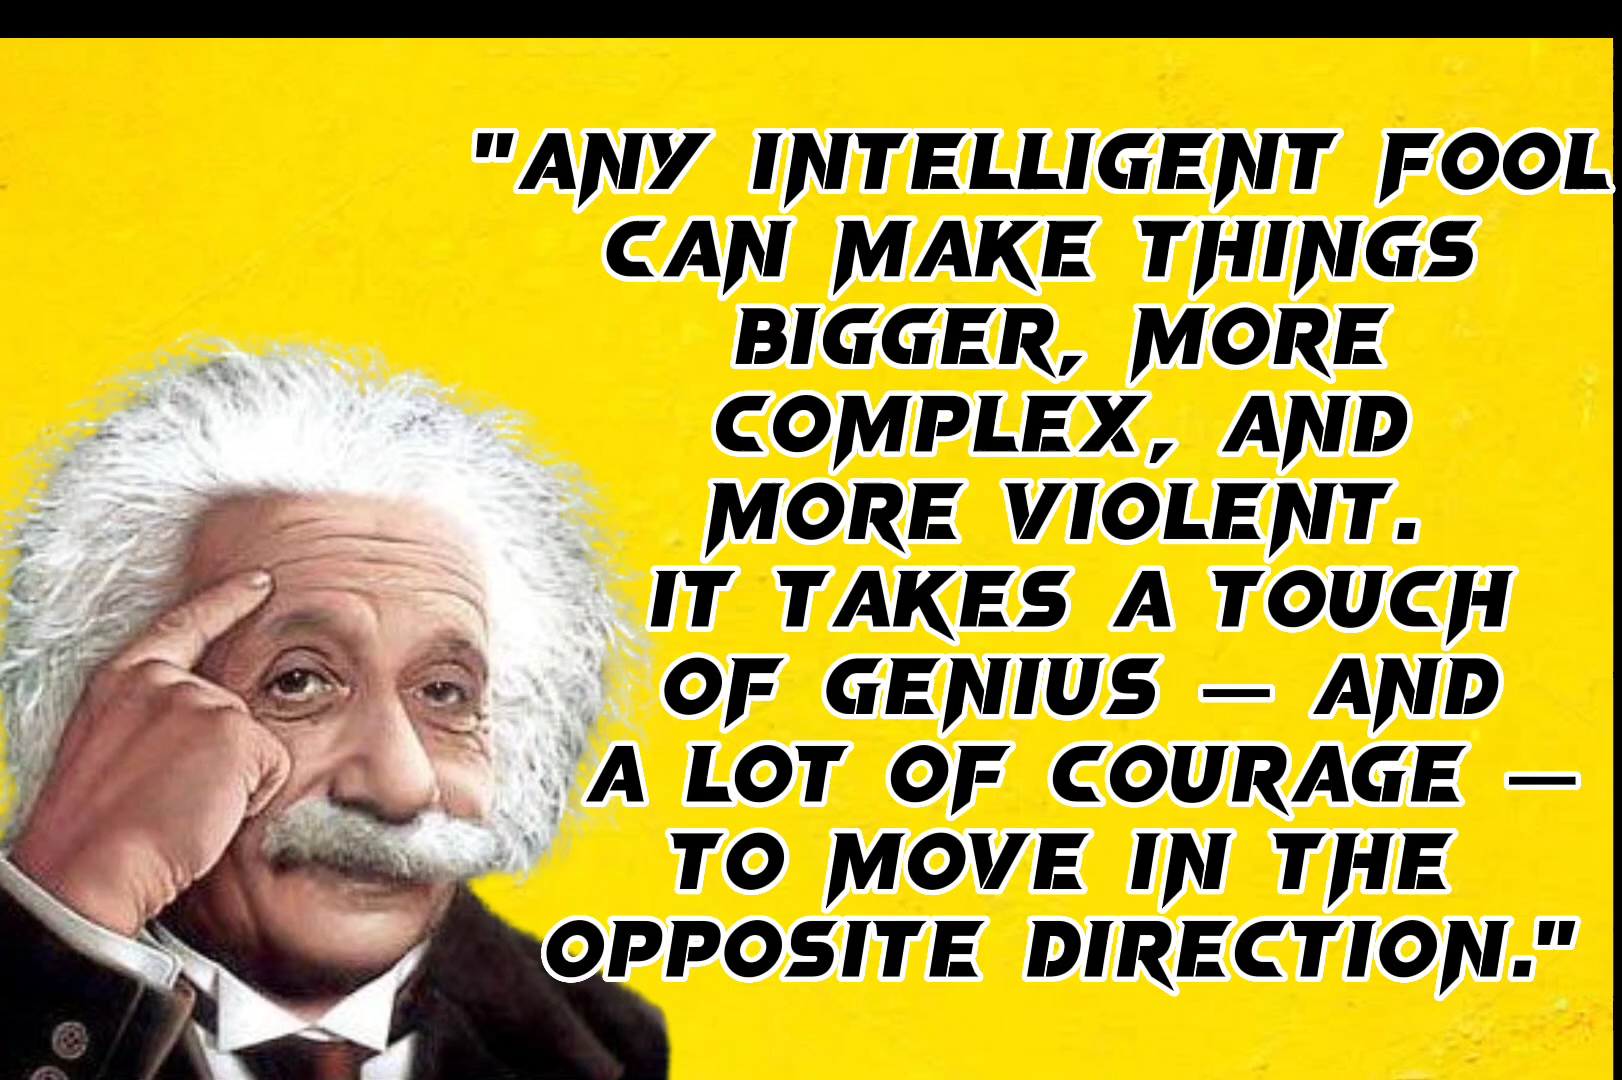 "ANY INTELLIGENT FOOL
CAN MAKE THINGS
BIGGER, MORE
COMPLEX, AND
MORE VIOLENT.
IT TAKES A TOUCH
OF GENIUS — AND
A LOT OF COURAGE —
TO MOVE IN THE
OPPOSITE DIRECTION."